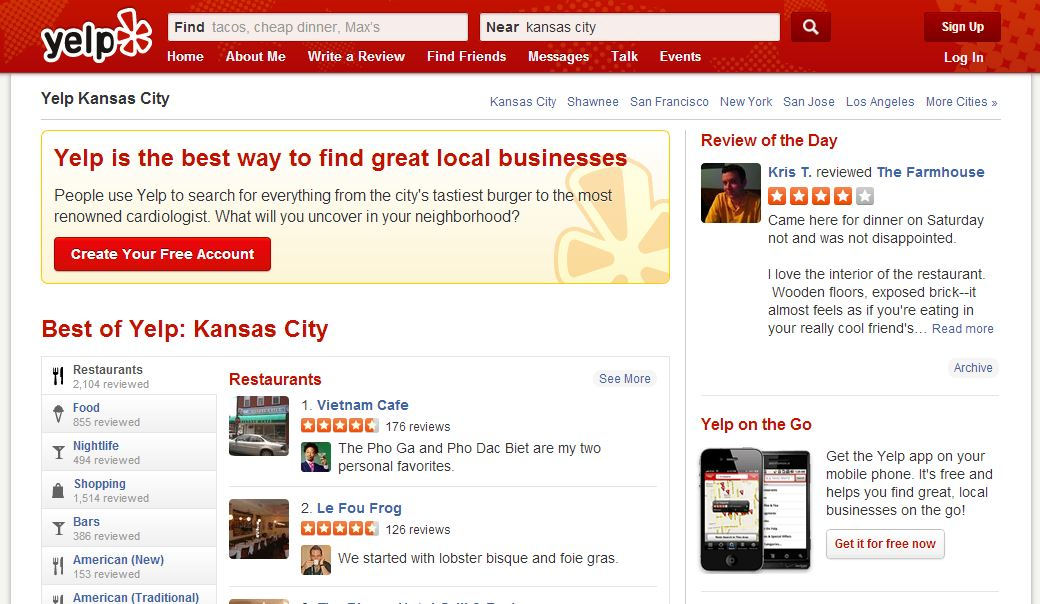 yelp
Find tacos, cheap dinner, Max's
Near kansas city
Sign Up
Home About Me Write a Review Find Friends Messages Talk Events
Log In
Yelp Kansas City
Kansas City Shawnee San Francisco New York San Jose Los Angeles More Cities »
Yelp is the best way to find great local businesses
People use Yelp to search for everything from the city's tastiest burger to the most
renowned cardiologist. What will you uncover in your neighborhood?
Create Your Free Account
Best of Yelp: Kansas City
Restaurants
2,104 reviewed
Food
855 reviewed
Nightlife
494 reviewed
Shopping
1,514 reviewed
Bars
386 reviewed
American (New)
153 reviewed
American (Traditional)
Restaurants
See More
1. Vietnam Cafe
176 reviews
The Pho Ga and Pho Dac Biet are my two
personal favorites.
2. Le Fou Frog
126 reviews
We started with lobster bisque and foie gras.
Review of the Day
Kris T. reviewed The Farmhouse
Came here for dinner on Saturday
not and was not disappointed.
I love the interior of the restaurant.
Wooden floors, exposed brick--it
almost feels as if you're eating in
your really cool friend's... Read more
Archive
Yelp on the Go
Get the Yelp app on your
mobile phone. It's free and
helps you find great, local
businesses on the go!
Get it for free now